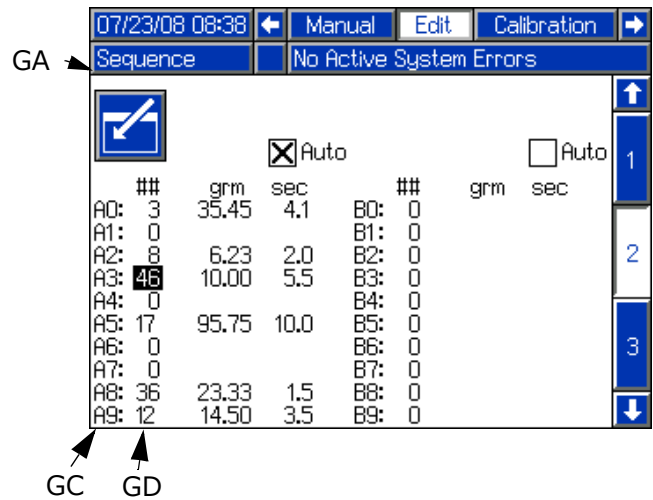 07/23/08 08:38 Manual Edit Calibration
GA Sequence No Active System Errors
Auto Auto 1
## grm sec ## grm sec
A0: 3 35.45 4.1 B0: 0
A1: 0 B1: 0
A2: 8 6.23 2.0 B2: 0 2
A3: 46 10.00 5.5 B3: 0
A4: 0 B4: 0
A5: 17 95.75 10.0 B5: 0
A6: 0 B6: 0 3
A7: 0 B7: 0
A8: 36 23.33 1.5 B8: 0
A9: 12 14.50 3.5 B9: 0
GC GD